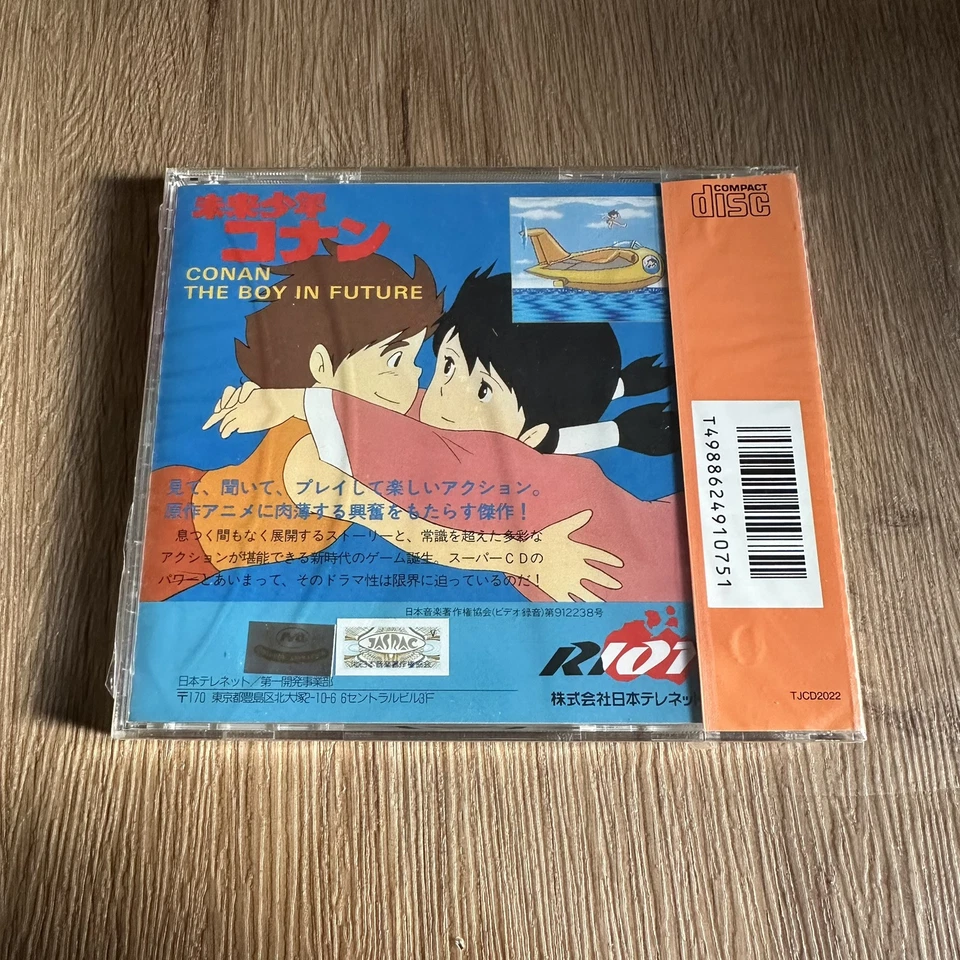 未来少年
コナン
CONAN
THE BOY IN FUTURE
見て、聞いて、プレイして楽しいアクション。
原作アニメに肉薄する興奮をもたらす傑作!
息つく間もなく展開するストーリーと、常識を超えた多彩な
アクションが堪能できる新時代のゲーム誕生。スーパーCDの
パワーとあいまって、そのドラマ性は限界に迫っているのだ!
日本音楽著作権協会(ビデオ録音)第912238号
JASRAC
RIOT
日本テレネット/第一開発事業部
〒170 東京都豊島区北大塚2-10-6 6セントラルビル3F
株式会社日本テレネッ
COMPACT
disc
T4988624910751
TJCD2022